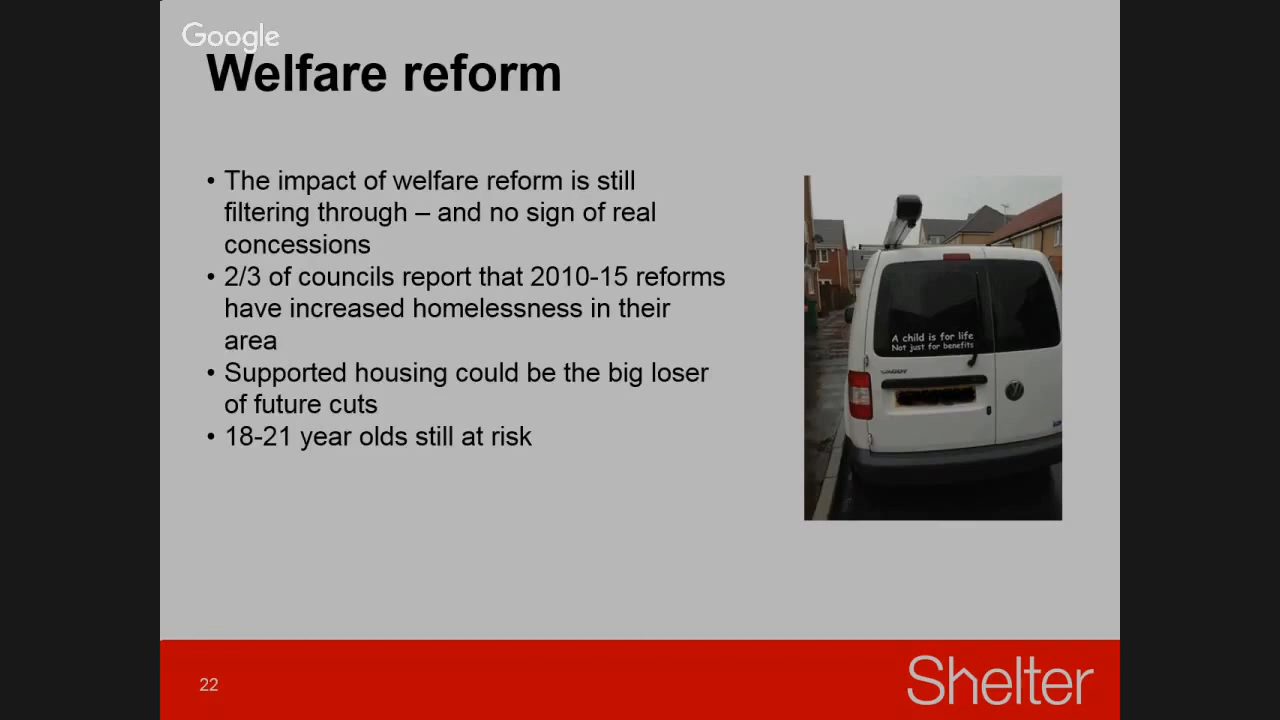 Google
Welfare reform
• The impact of welfare reform is still
filtering through – and no sign of real
concessions
• 2/3 of councils report that 2010-15 reforms
have increased homelessness in their
area
• Supported housing could be the big loser
of future cuts
• 18-21 year olds still at risk
A child is for life
Not just for benefits
22
Shelter